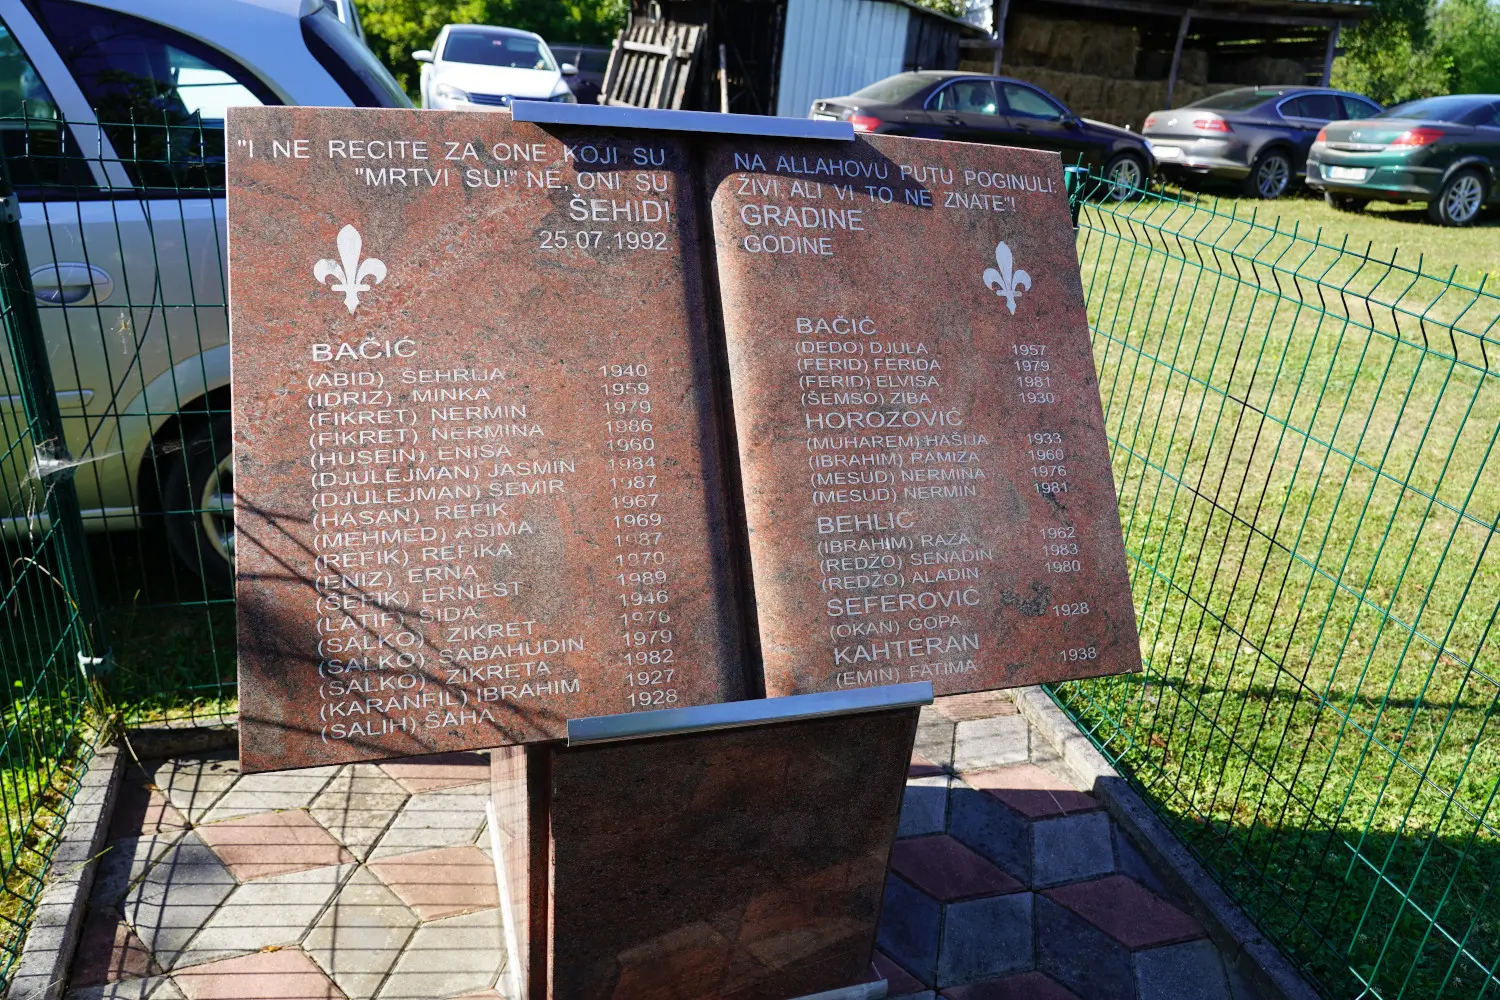 "I NE RECITE ZA ONE KOJI SU
"MRTVI SU!" NE, ONI SU
ŠEHIDI
25.07.1992
BAČIĆ
(ABID) SEHRIJA 1940
(IDRIZ) MINKA 1959
(FIKRET) NERMIN 1979
(FIKRET) NERMINA 1986
(HUSEIN) ENISA 1960
(DJULEJMAN) JASMIN 1984
(DJULEJMAN) SEMIR 1987
(HASAN) REFIK 1967
(MEHMED) ASIMA 1969
(REFIK) REFIKA 1987
(ENIZ) ERNA 1970
(ŠEFIK) ERNEST 1989
(LATIF) ŠIDA 1946
(SALKO) ZIKRET 1976
(SALKO) SABAHUDIN 1979
(SALKO) ZIKRETA 1982
(KARANFIL) IBRAHIM 1927
(SALIH) ŠAHA 1928
NA ALLAHOVU PUTU POGINULI:
ŽIVI ALI VI TO NE ZNATE"!
GRADINE
GODINE
BAČIĆ
(DEDO) DJULA 1957
(FERID) FERIDA 1979
(FERID) ELVISA 1981
(ŠEMSO) ZIBA 1930
HOROZOVIĆ
(MUHAREM) HAŠIJA 1933
(IBRAHIM) PAMIZA 1960
(MESUD) NERMINA 1976
(MESUD) NERMIN 1981
BEHLIĆ
(IBRAHIM) RAZA 1962
(REDŽO) SENADIN 1983
(REDŽO) ALADIN 1980
SEFEROVIĆ
(OKAN) GOPA 1928
KAHTERAN
(EMIN) FATIMA 1938